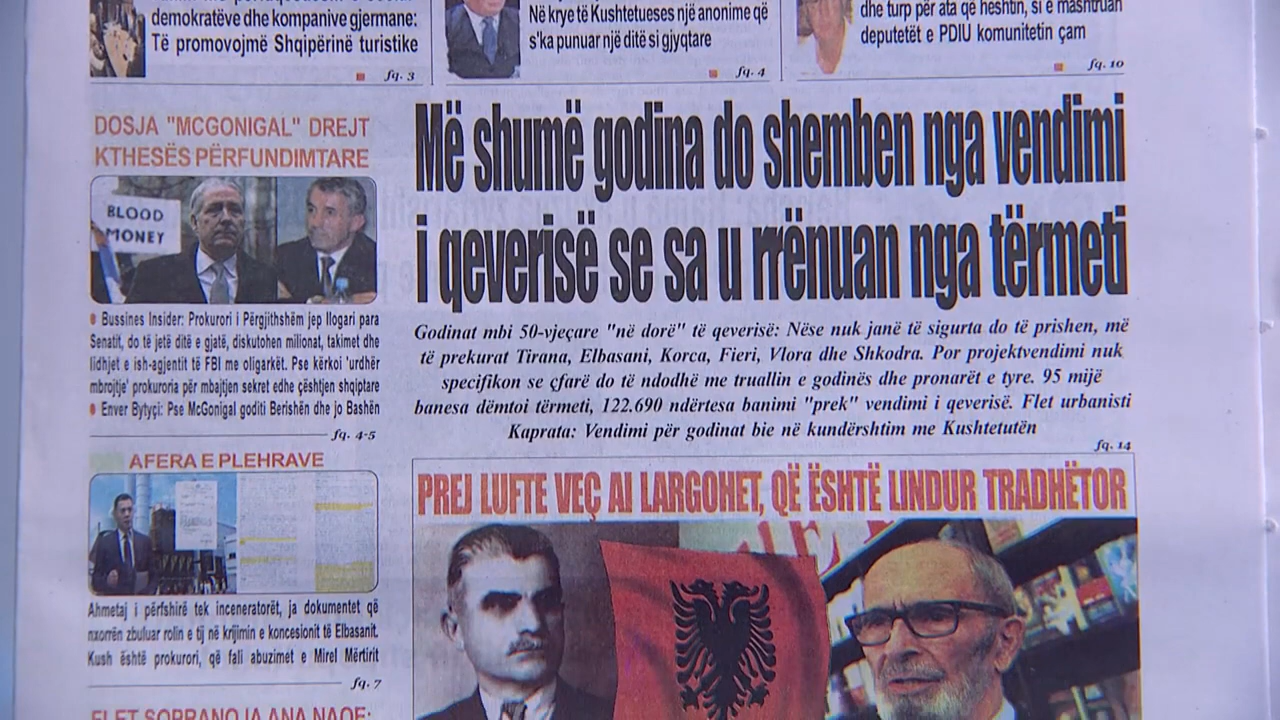 demokratëve dhe kompanive gjermane:
Të promovojmë Shqipërinë turistike
fq. 3
Në krye të Kushtetueses një anonime që
s'ka punuar një ditë si gjyqtare
fq. 4
dhe turp për ata që heshtin, si e mashtruan
deputetët e PDIU komunitetin çam
fq. 10
DOSJA "MCGONIGAL" DREJT
KTHESËS PËRFUNDIMTARE
BLOOD
MONEY
Bussines Insider: Prokurori i Përgjithshëm jep llogari para
Senatit, do të jetë ditë e gjatë, diskutohen milionat, takimet dhe
lidhjet e ish-agjentit të FBI me oligarkët. Pse kërkoi 'urdhër
mbrojtje' prokuroria për mbajtjen sekret edhe çështjen shqiptare
Enver Bytyçi: Pse McGonigal goditi Berishën dhe jo Bashën
fq. 4-5
AFERA E PLEHRAVE
Ahmetaj i përfshirë tek inceneratorët, ja dokumentet që
nxorrën zbuluar rolin e tij në krijimin e koncesionit të Elbasanit.
Kush është prokurori, që fali abuzimet e Mirel Mërtirit
fq. 7
FLET SOPRANOJA ANA NAQE:
Më shumë godina do shemben nga vendimi
i qeverisë se sa u rrënuan nga tërmeti
Godinat mbi 50-vjeçare "në dorë" të qeverisë: Nëse nuk janë të sigurta do të prishen, më
të prekurat Tirana, Elbasani, Korca, Fieri, Vlora dhe Shkodra. Por projektvendimi nuk
specifikon se çfarë do të ndodhë me truallin e godinës dhe pronarët e tyre. 95 mijë
banesa dëmtoi tërmeti, 122.690 ndërtesa banimi "prek" vendimi i qeverisë. Flet urbanisti
Kaprata: Vendimi për godinat bie në kundërshtim me Kushtetutën
fq. 14
PREJ LUFTE VEÇ AI LARGOHET, QË ËSHTË LINDUR TRADHËTOR